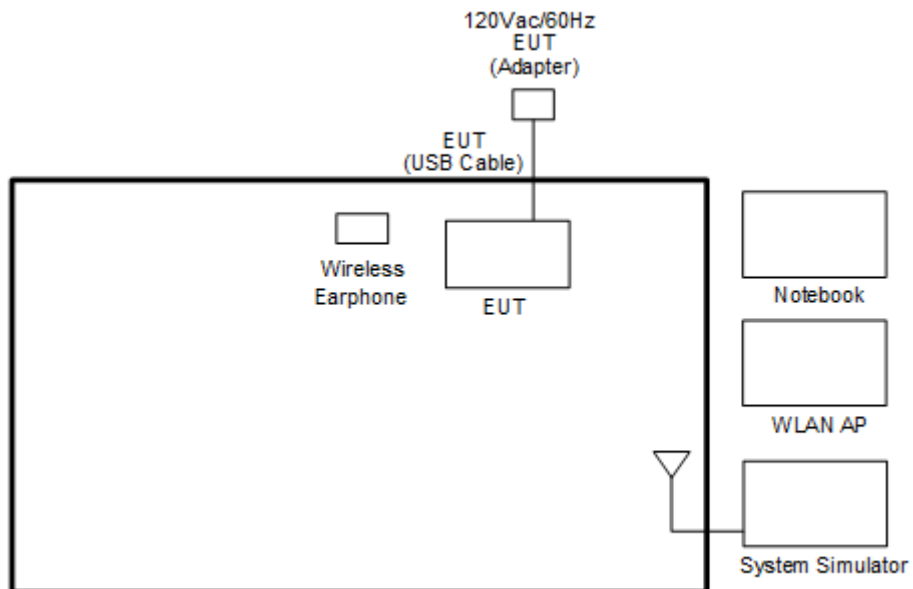 120Vac/60Hz
EUT
(Adapter)
EUT
(USB Cable)
Wireless
Earphone
EUT
Notebook
WLAN AP
System Simulator